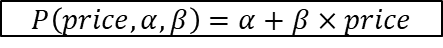 P(price, α, β) = α + β × price